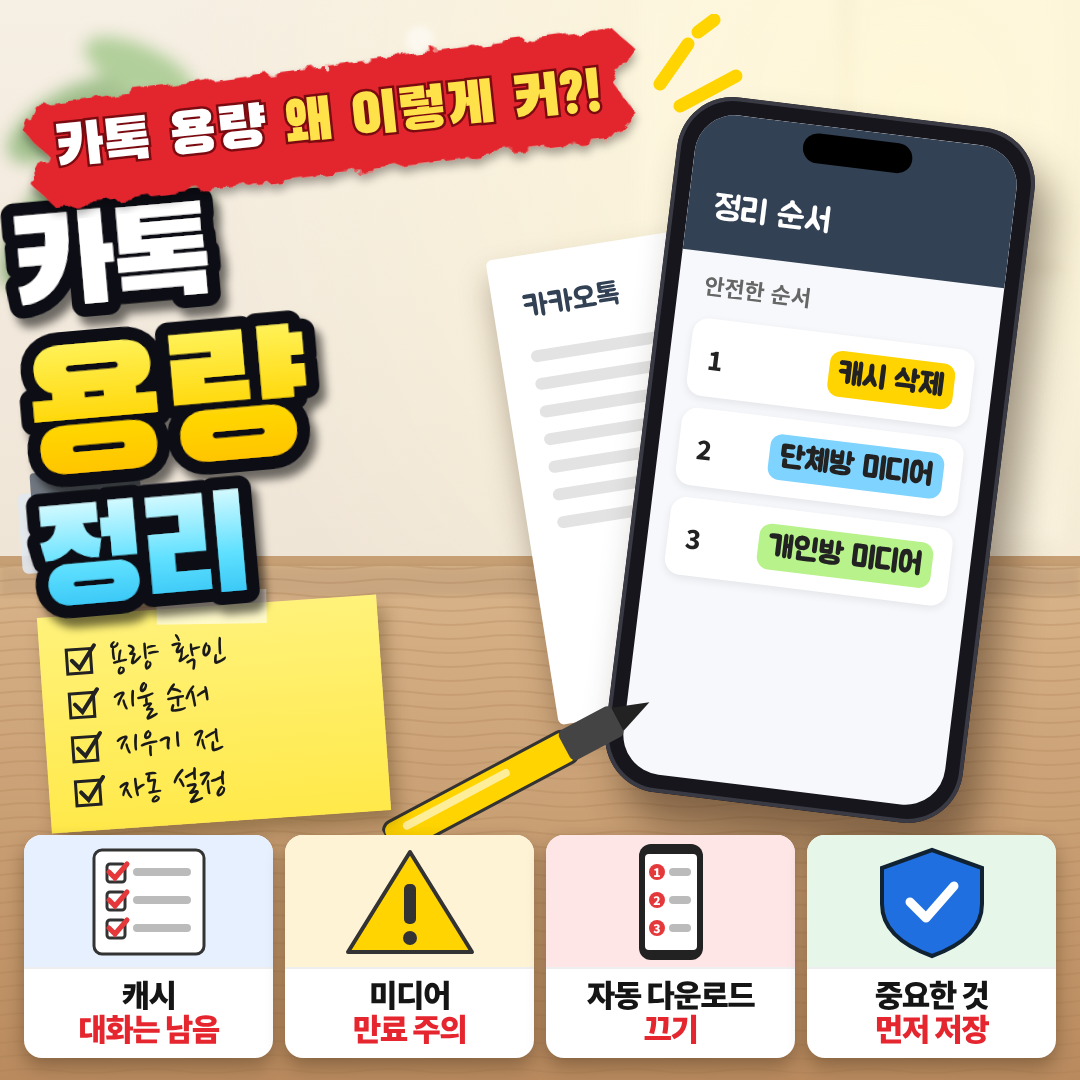 카톡 용량 왜 이렇게 커?!
카톡
용량
정리
카카오톡
정리 순서
안전한 순서
1 캐시 삭제
2 단체방 미디어
3 개인방 미디어
용량 확인
지울 순서
지우기 전
자동 설정
1
2
3
캐시
대화는 남음
미디어
만료 주의
자동 다운로드
끄기
중요한 것
먼저 저장